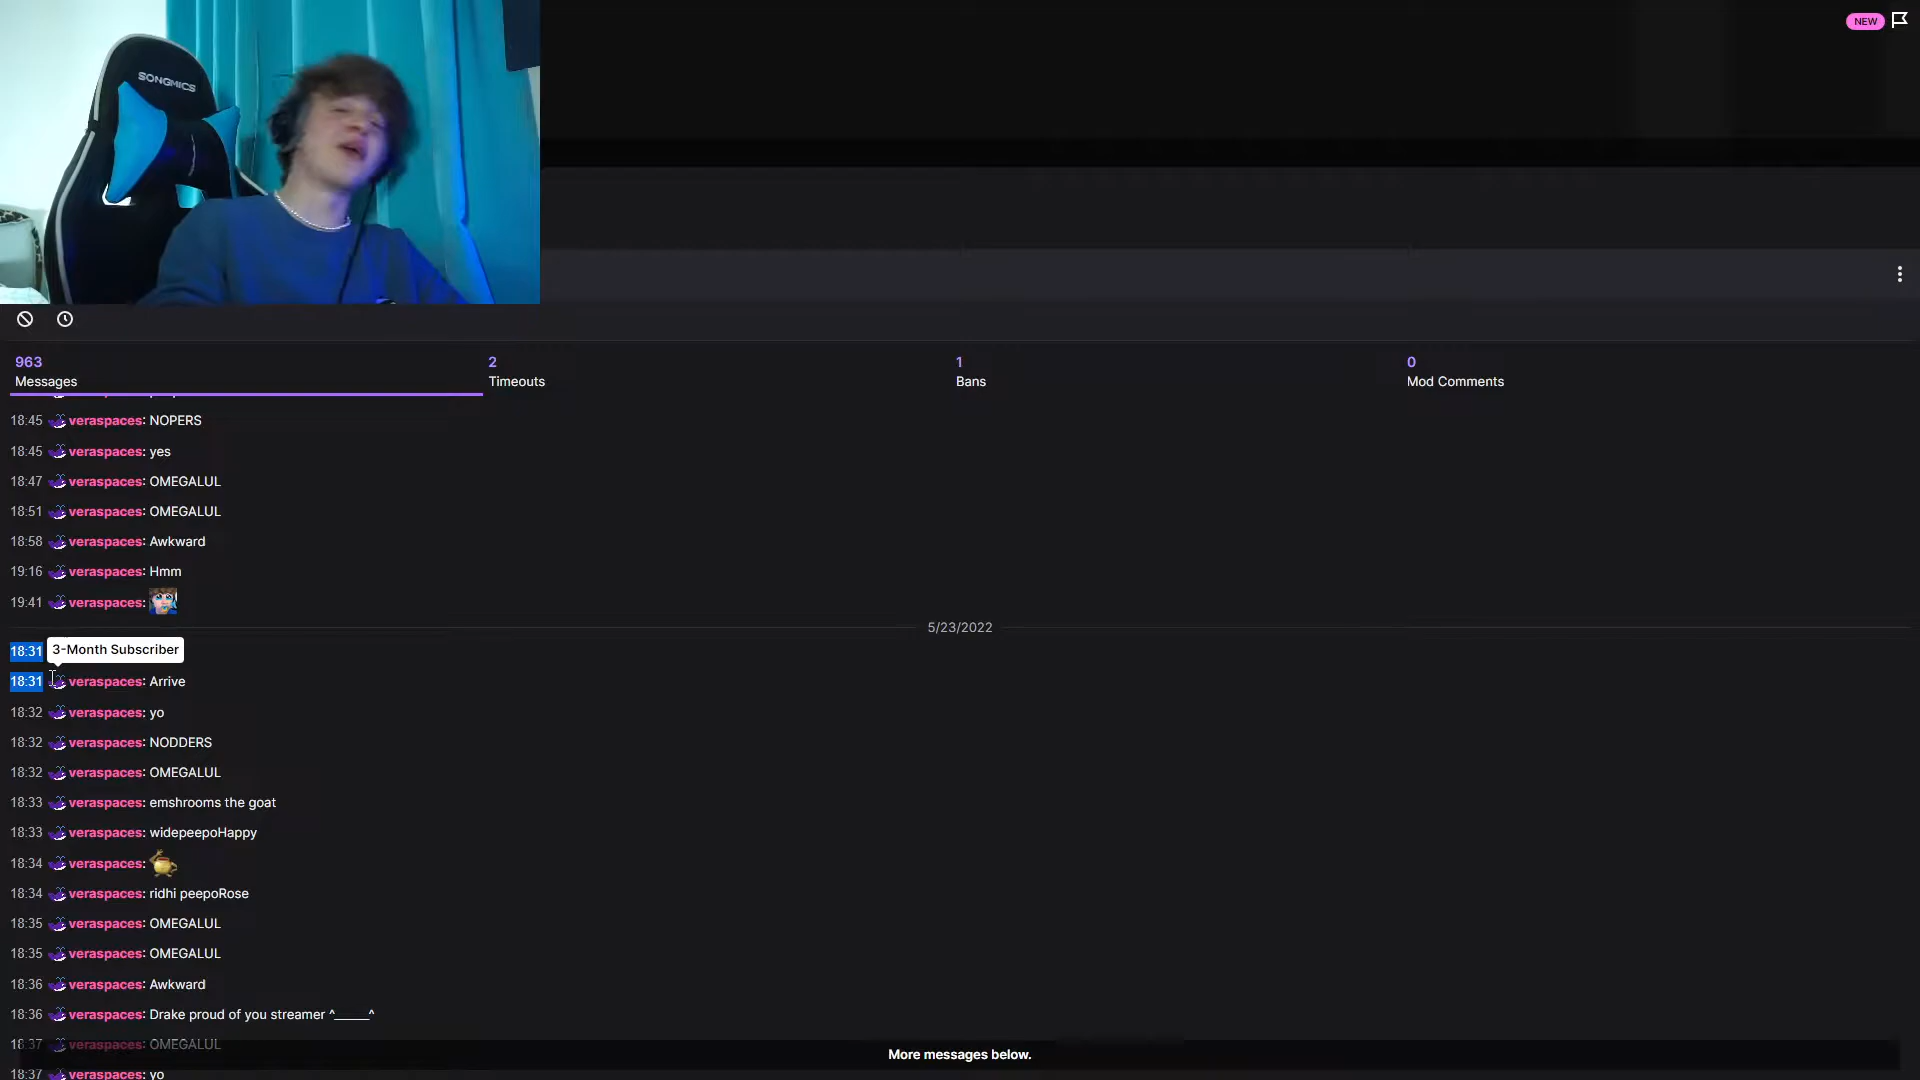 SONGMICS
NEW
963
Messages
2
Timeouts
1
Bans
0
Mod Comments
18:45 veraspaces: NOPERS
18:45 veraspaces: yes
18:47 veraspaces: OMEGALUL
18:51 veraspaces: OMEGALUL
18:58 veraspaces: Awkward
19:16 veraspaces: Hmm
19:41 veraspaces:
5/23/2022
18:31
3-Month Subscriber
18:31 veraspaces: Arrive
18:32 veraspaces: yo
18:32 veraspaces: NODDERS
18:32 veraspaces: OMEGALUL
18:33 veraspaces: emshrooms the goat
18:33 veraspaces: widepeepoHappy
18:34 veraspaces:
18:34 veraspaces: ridhi peepoRose
18:35 veraspaces: OMEGALUL
18:35 veraspaces: OMEGALUL
18:36 veraspaces: Awkward
18:36 veraspaces: Drake proud of you streamer ^_____^
18:37 veraspaces: OMEGALUL
More messages below.
18:37 veraspaces: yo